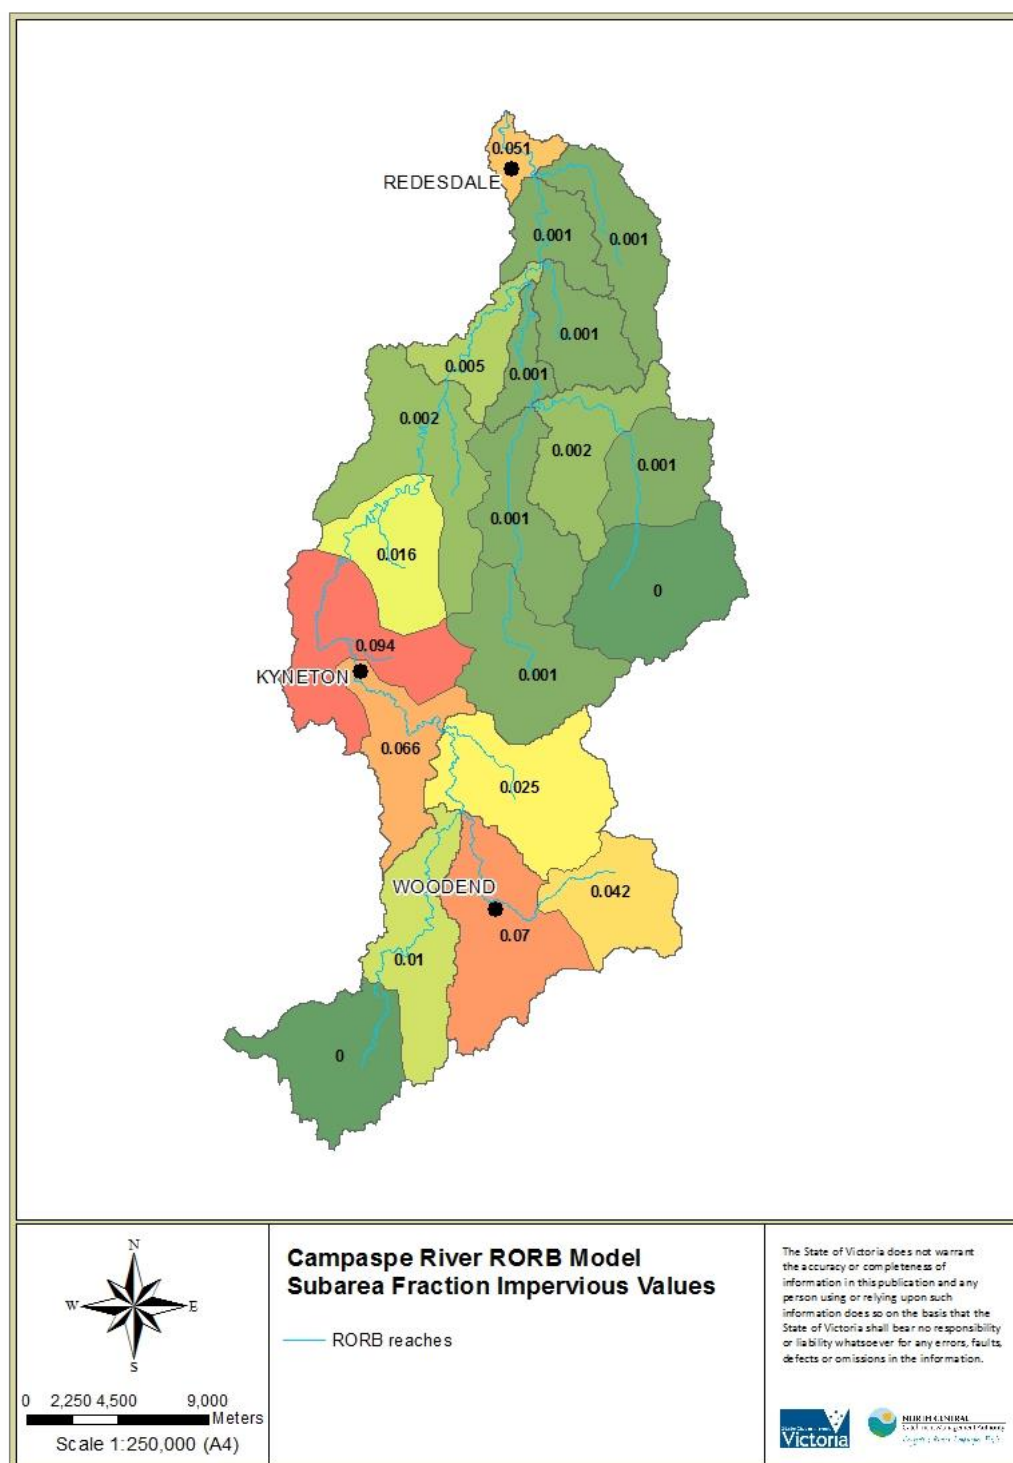 0.051
REDESDALE
0.001
0.001
0.001
0.005
0.001
0.002
0.002
0.001
0.001
0.016
0
0.094
0.001
KYNETON
0.066
0.025
WOODEND
0.042
0.07
0.01
0
N
W E
S
0 2,250 4,500 9,000
Meters
Scale 1:250,000 (A4)
Campaspe River RORB Model
Subarea Fraction Impervious Values
RORB reaches
The State of Victoria does not warrant
the accuracy or completeness of
information in this publication and any
person using or relying upon such
information does so on the basis that the
State of Victoria shall bear no responsibility
or liability whatsoever for any errors, faults,
defects or omissions in the information.
Victoria
NORTH CENTRAL
Catchment Management Authority